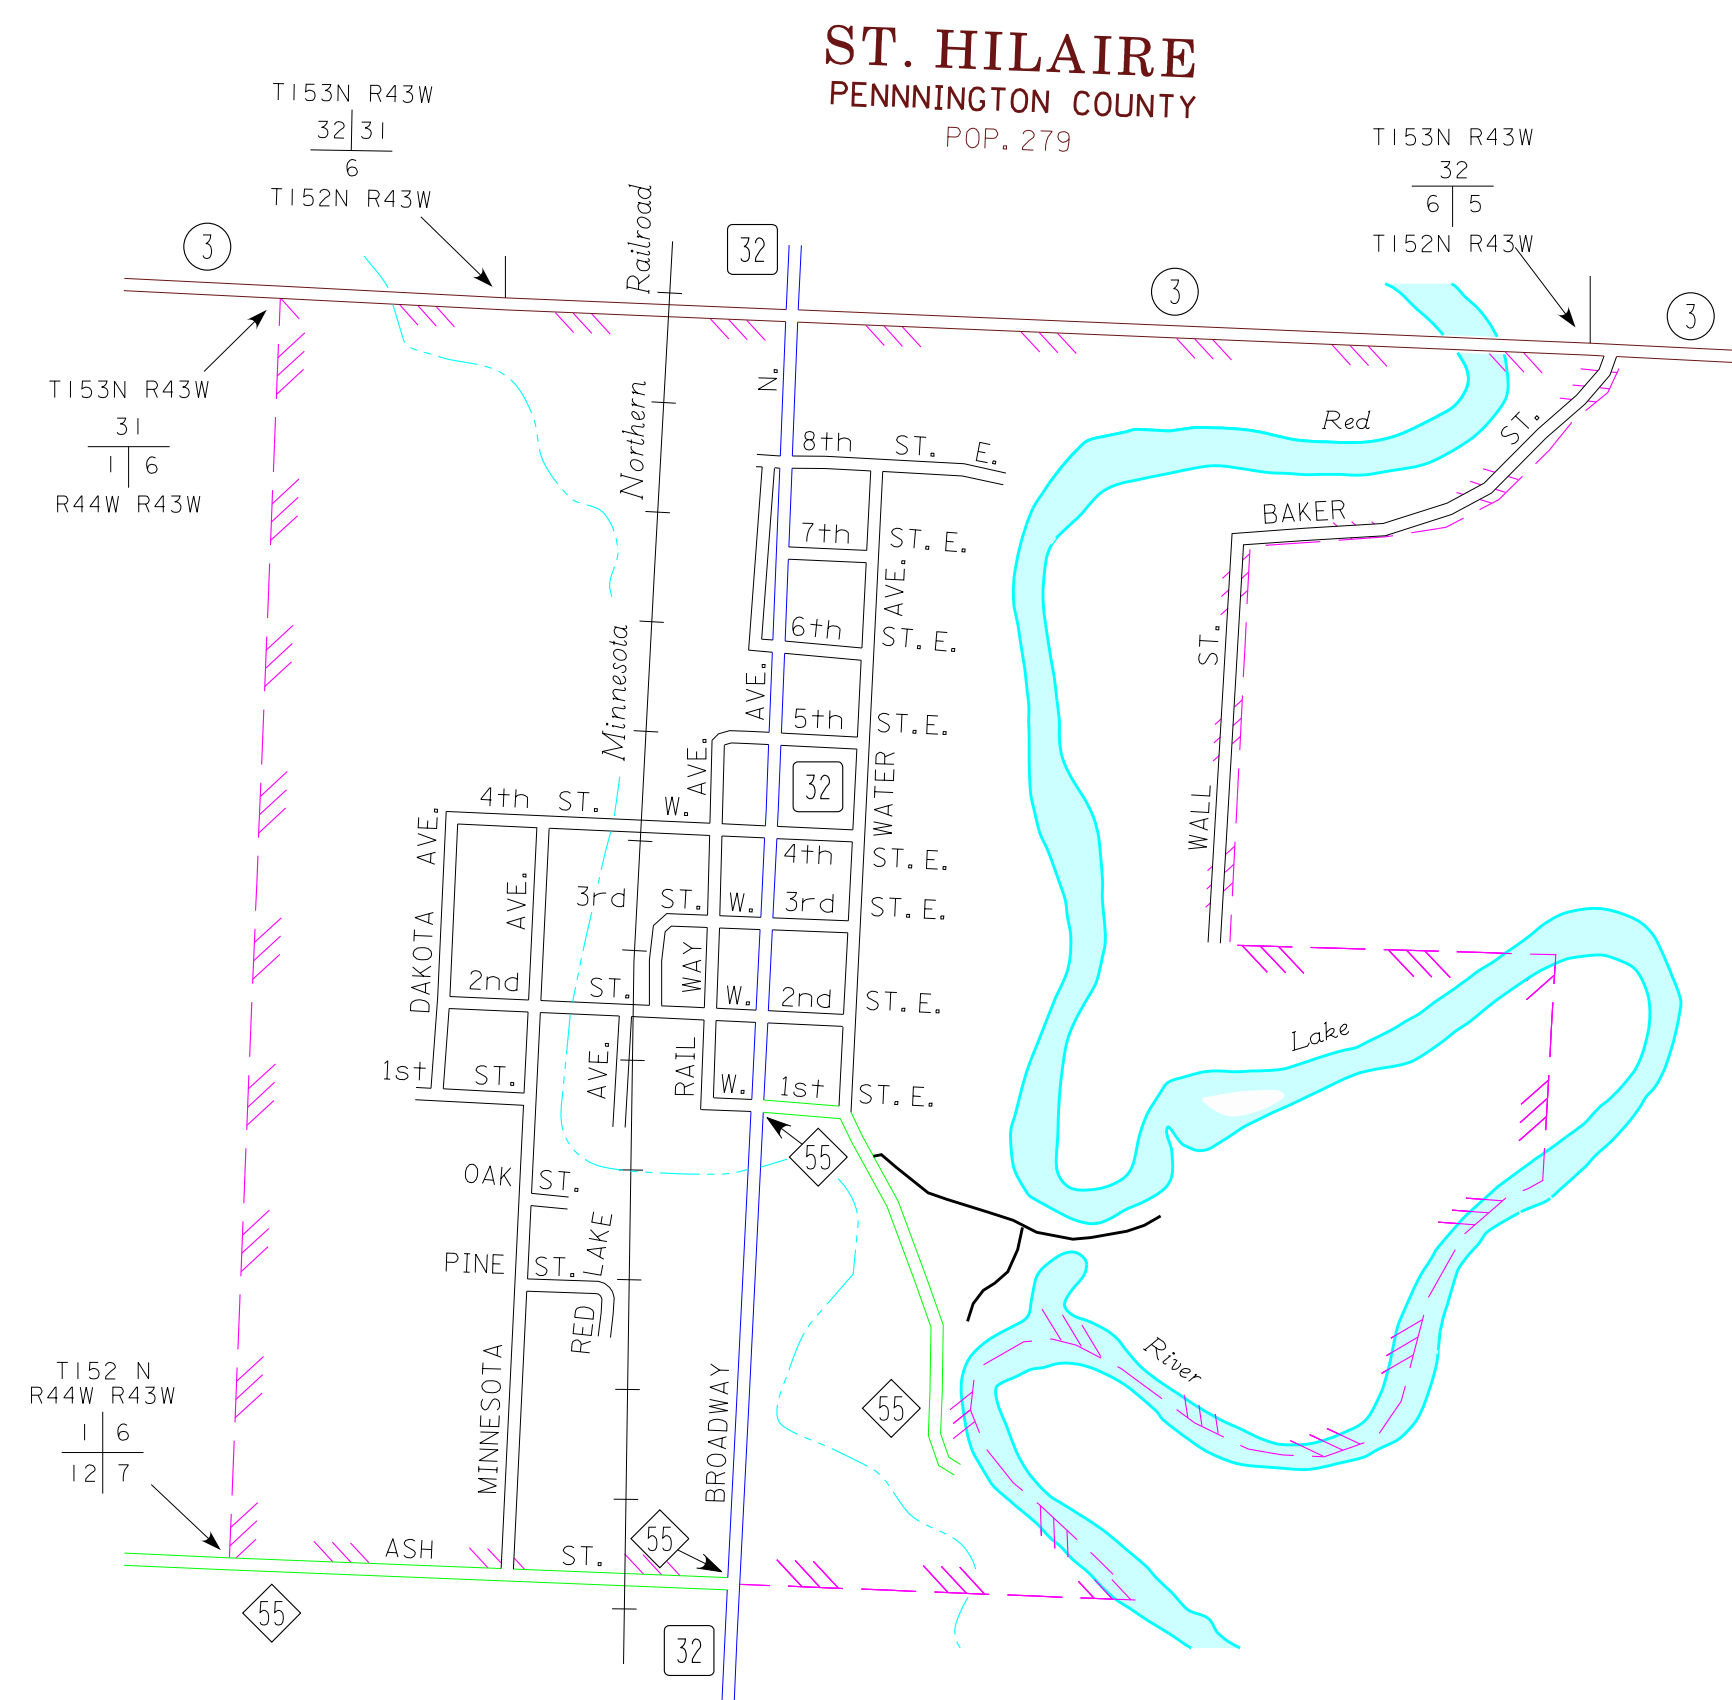 ST. HILAIRE
PENNNINGTON COUNTY
POP. 279
T153N R43W
32 31
6
T152N R43W
T153N R43W
32
6 5
T152N R43W
3
32
3
3
Railroad
Northern
Minnesota
T153N R43W
31
1 6
R44W R43W
N.
8th ST. E.
Red
ST.
BAKER
7th ST. E.
AVE.
6th ST. E.
ST.
AVE.
5th ST. E.
AVE.
32
WATER
WALL
4th ST. W.
AVE.
4th ST. E.
AVE.
3rd ST. W. 3rd ST. E.
DAKOTA
WAY
2nd ST. W. 2nd ST. E.
Lake
AVE.
RAIL
1st ST. W. 1st ST. E.
55
OAK ST.
LAKE
PINE ST.
RED
River
MINNESOTA
BROADWAY
55
T152 N
R44W R43W
1 6
12 7
55
ASH ST.
55
32